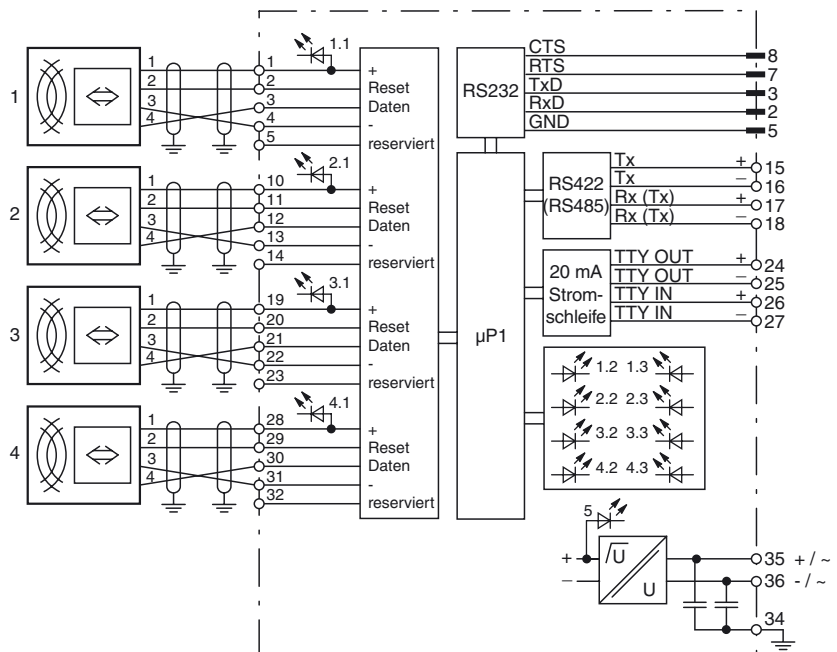 1.1
1 1 + CTS 8
2 2 Reset RTS 7
1 3 3 Daten RS232 TxD 3
4 4 - RxD 2
5 reserviert GND 5
2.1
1 10 + Tx + 15
2 11 Reset RS422 Tx − 16
2 3 12 Daten (RS485) Rx (Tx) + 17
4 13 - Rx (Tx) − 18
14 reserviert
3.1
20 mA TTY OUT + 24
Strom- TTY OUT − 25
schleife TTY IN + 26
TTY IN − 27
1 19 +
2 20 Reset
3 3 21 Daten µP1
4 22 -
23 reserviert
1.2 1.3
2.2 2.3
3.2 3.3
4.2 4.3
4.1
1 28 +
2 29 Reset
4 3 30 Daten
4 31 -
32 reserviert
5
+ U 35 + / ~
− U 36 - / ~
34